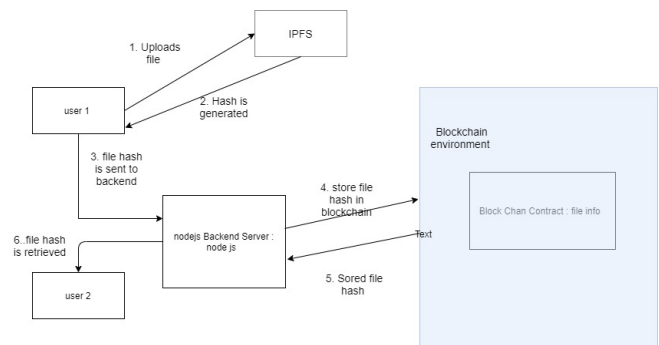 IPFS
1. Uploads
file
2. Hash is
generated
user 1
3. file hash
is sent to
backend
Blockchain
environment
4. store file
hash in
blockchain
Block Chan Contract : file info
nodejs Backend Server :
node js
Text
5. Sored file
hash
6..file hash
is retrieved
user 2